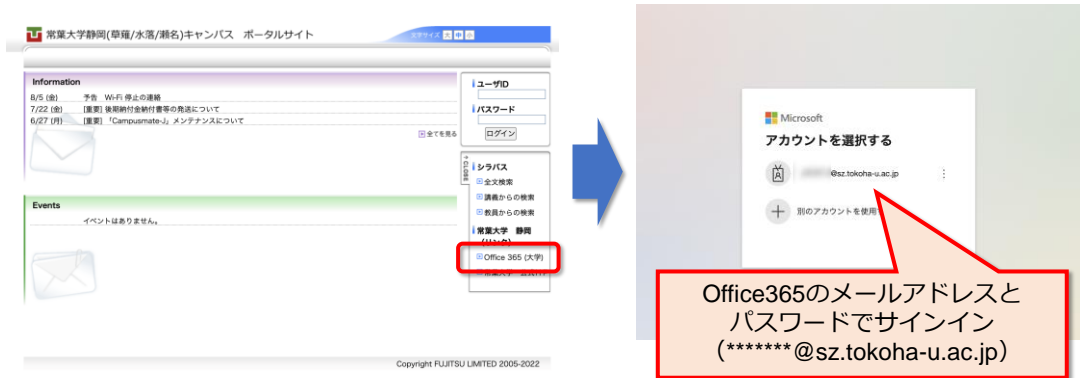 常葉大学静岡(草薙/水落/瀬名)キャンパス ポータルサイト
文字サイズ 大 中 小
Information
8/5 (金) 予告 Wi-Fi 停止の連絡
7/22 (金) [重要] 後期納付金納付書等の発送について
6/27 (月) [重要] 「Campusmate-J」メンテナンスについて
全てを見る
Events
イベントはありません。
ユーザID
パスワード
ログイン
CLOSE
シラバス
全文検索
講義からの検索
教員からの検索
常葉大学 静岡
(リンク)
Office 365 (大学)
常葉大学
Copyright FUJITSU LIMITED 2005-2022
Microsoft
アカウントを選択する
@sz.tokoha-u.ac.jp
別のアカウントを使用
Office365のメールアドレスと
パスワードでサインイン
(*******@sz.tokoha-u.ac.jp)